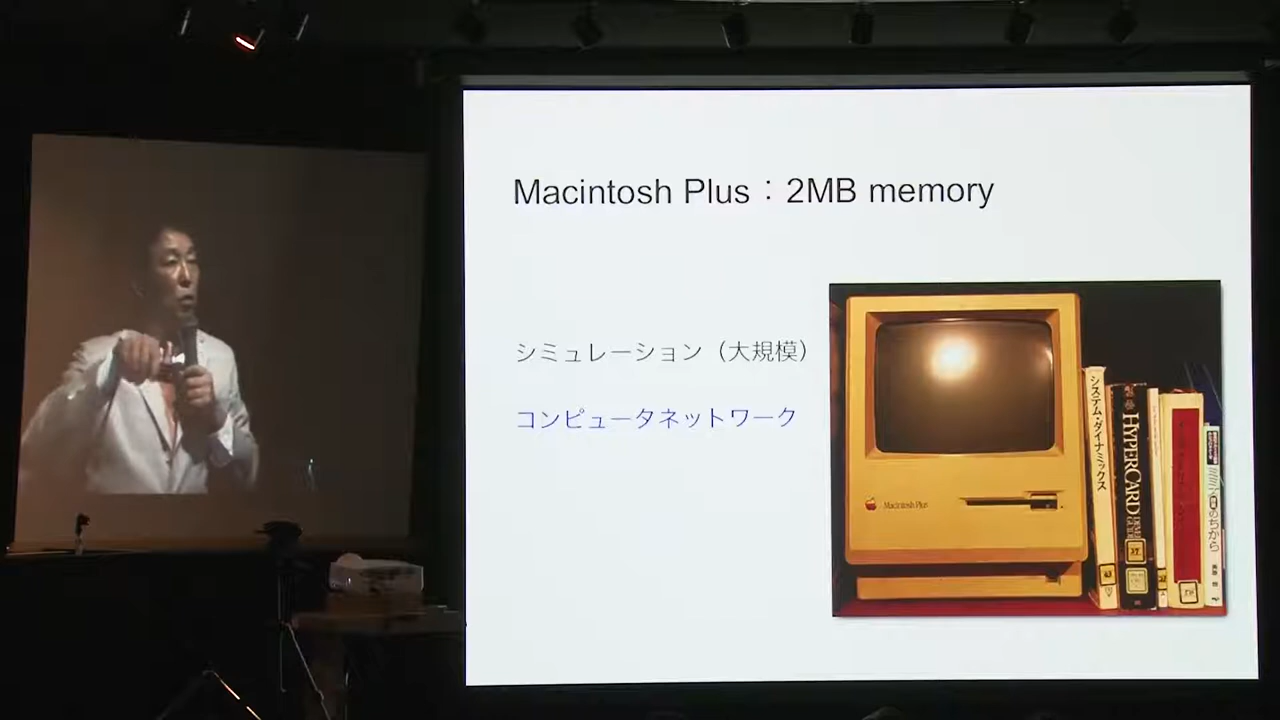 Macintosh Plus：2MB memory
シミュレーション（大規模）
コンピュータネットワーク
Macintosh Plus
システム・ダイナミックス
HYPERCARD
のちから